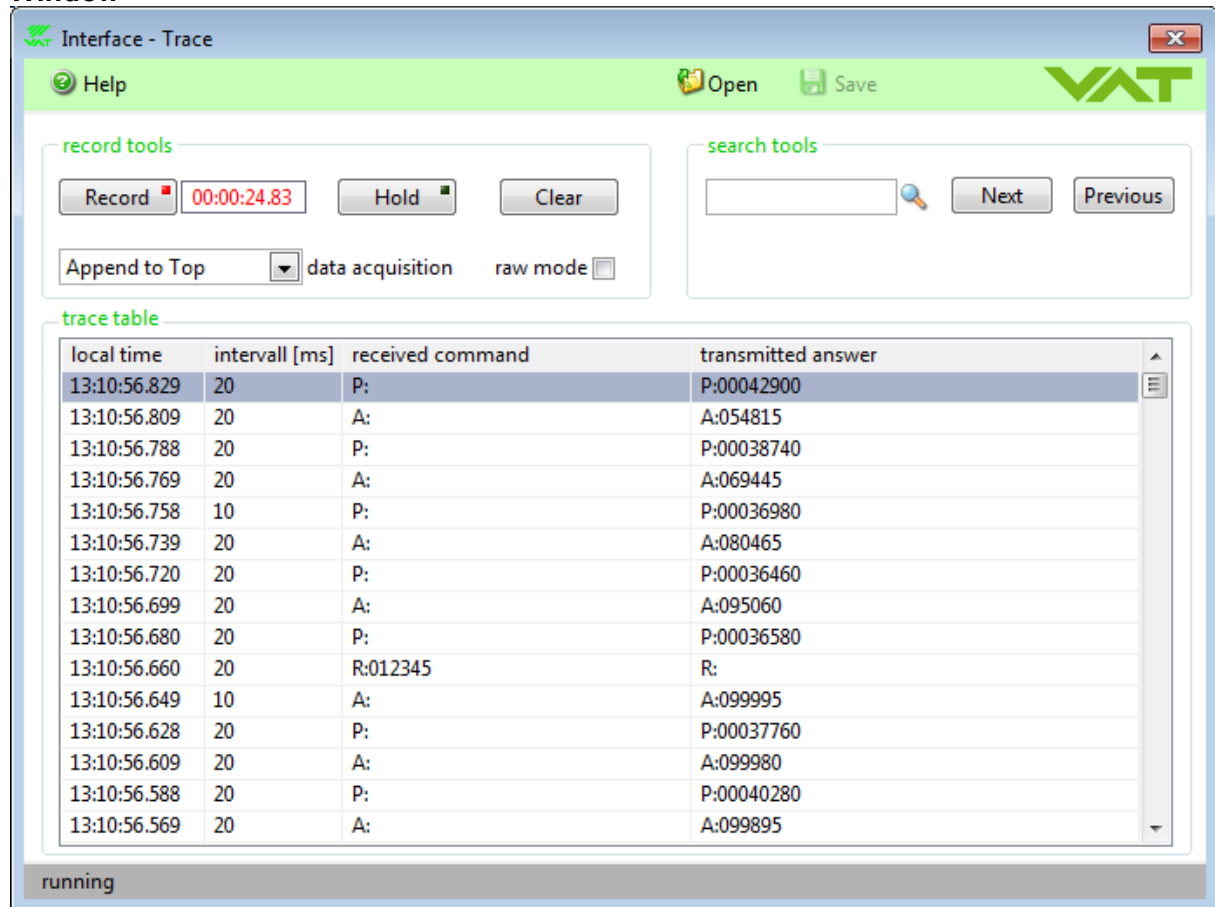 Interface - Trace
Help Open Save VAT
record tools search tools
Record 00:00:24.83 Hold Clear Next Previous
Append to Top data acquisition raw mode
trace table
local time intervall [ms] received command transmitted answer
13:10:56.829 20 P: P:00042900
13:10:56.809 20 A: A:054815
13:10:56.788 20 P: P:00038740
13:10:56.769 20 A: A:069445
13:10:56.758 10 P: P:00036980
13:10:56.739 20 A: A:080465
13:10:56.720 20 P: P:00036460
13:10:56.699 20 A: A:095060
13:10:56.680 20 P: P:00036580
13:10:56.660 20 R:012345 R:
13:10:56.649 10 A: A:099995
13:10:56.628 20 P: P:00037760
13:10:56.609 20 A: A:099980
13:10:56.588 20 P: P:00040280
13:10:56.569 20 A: A:099895
running